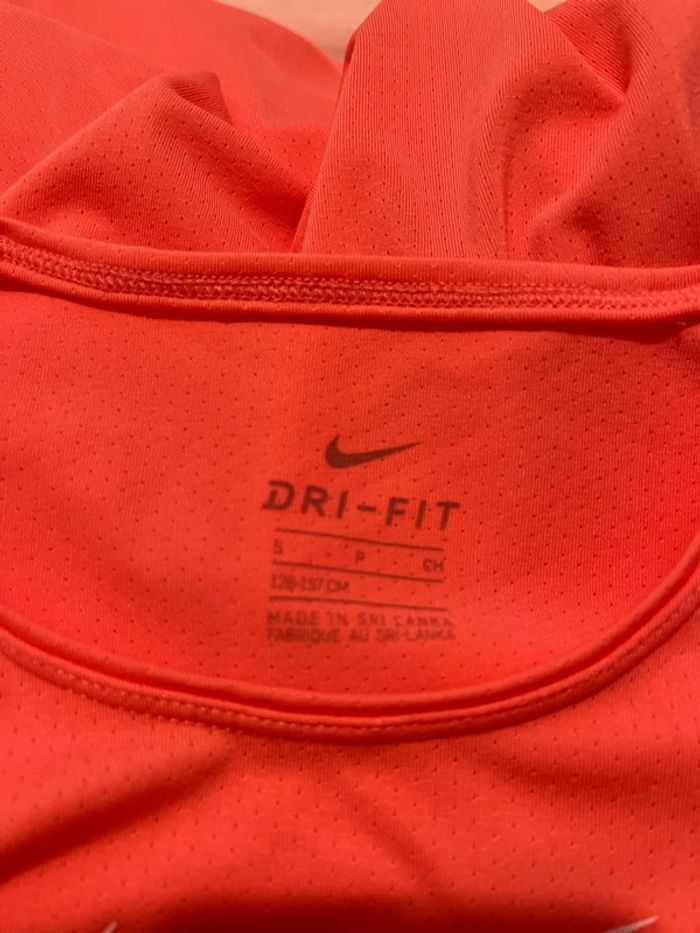 DRI-FIT
S P CH
128-137 CM
MADE IN SRI LANKA
FABRIQUE AU SRI-LANKA